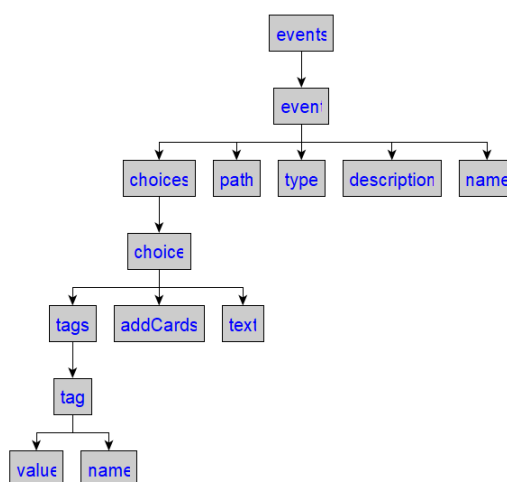 events
event
choices path type description name
choice
tags addCards text
tag
value name